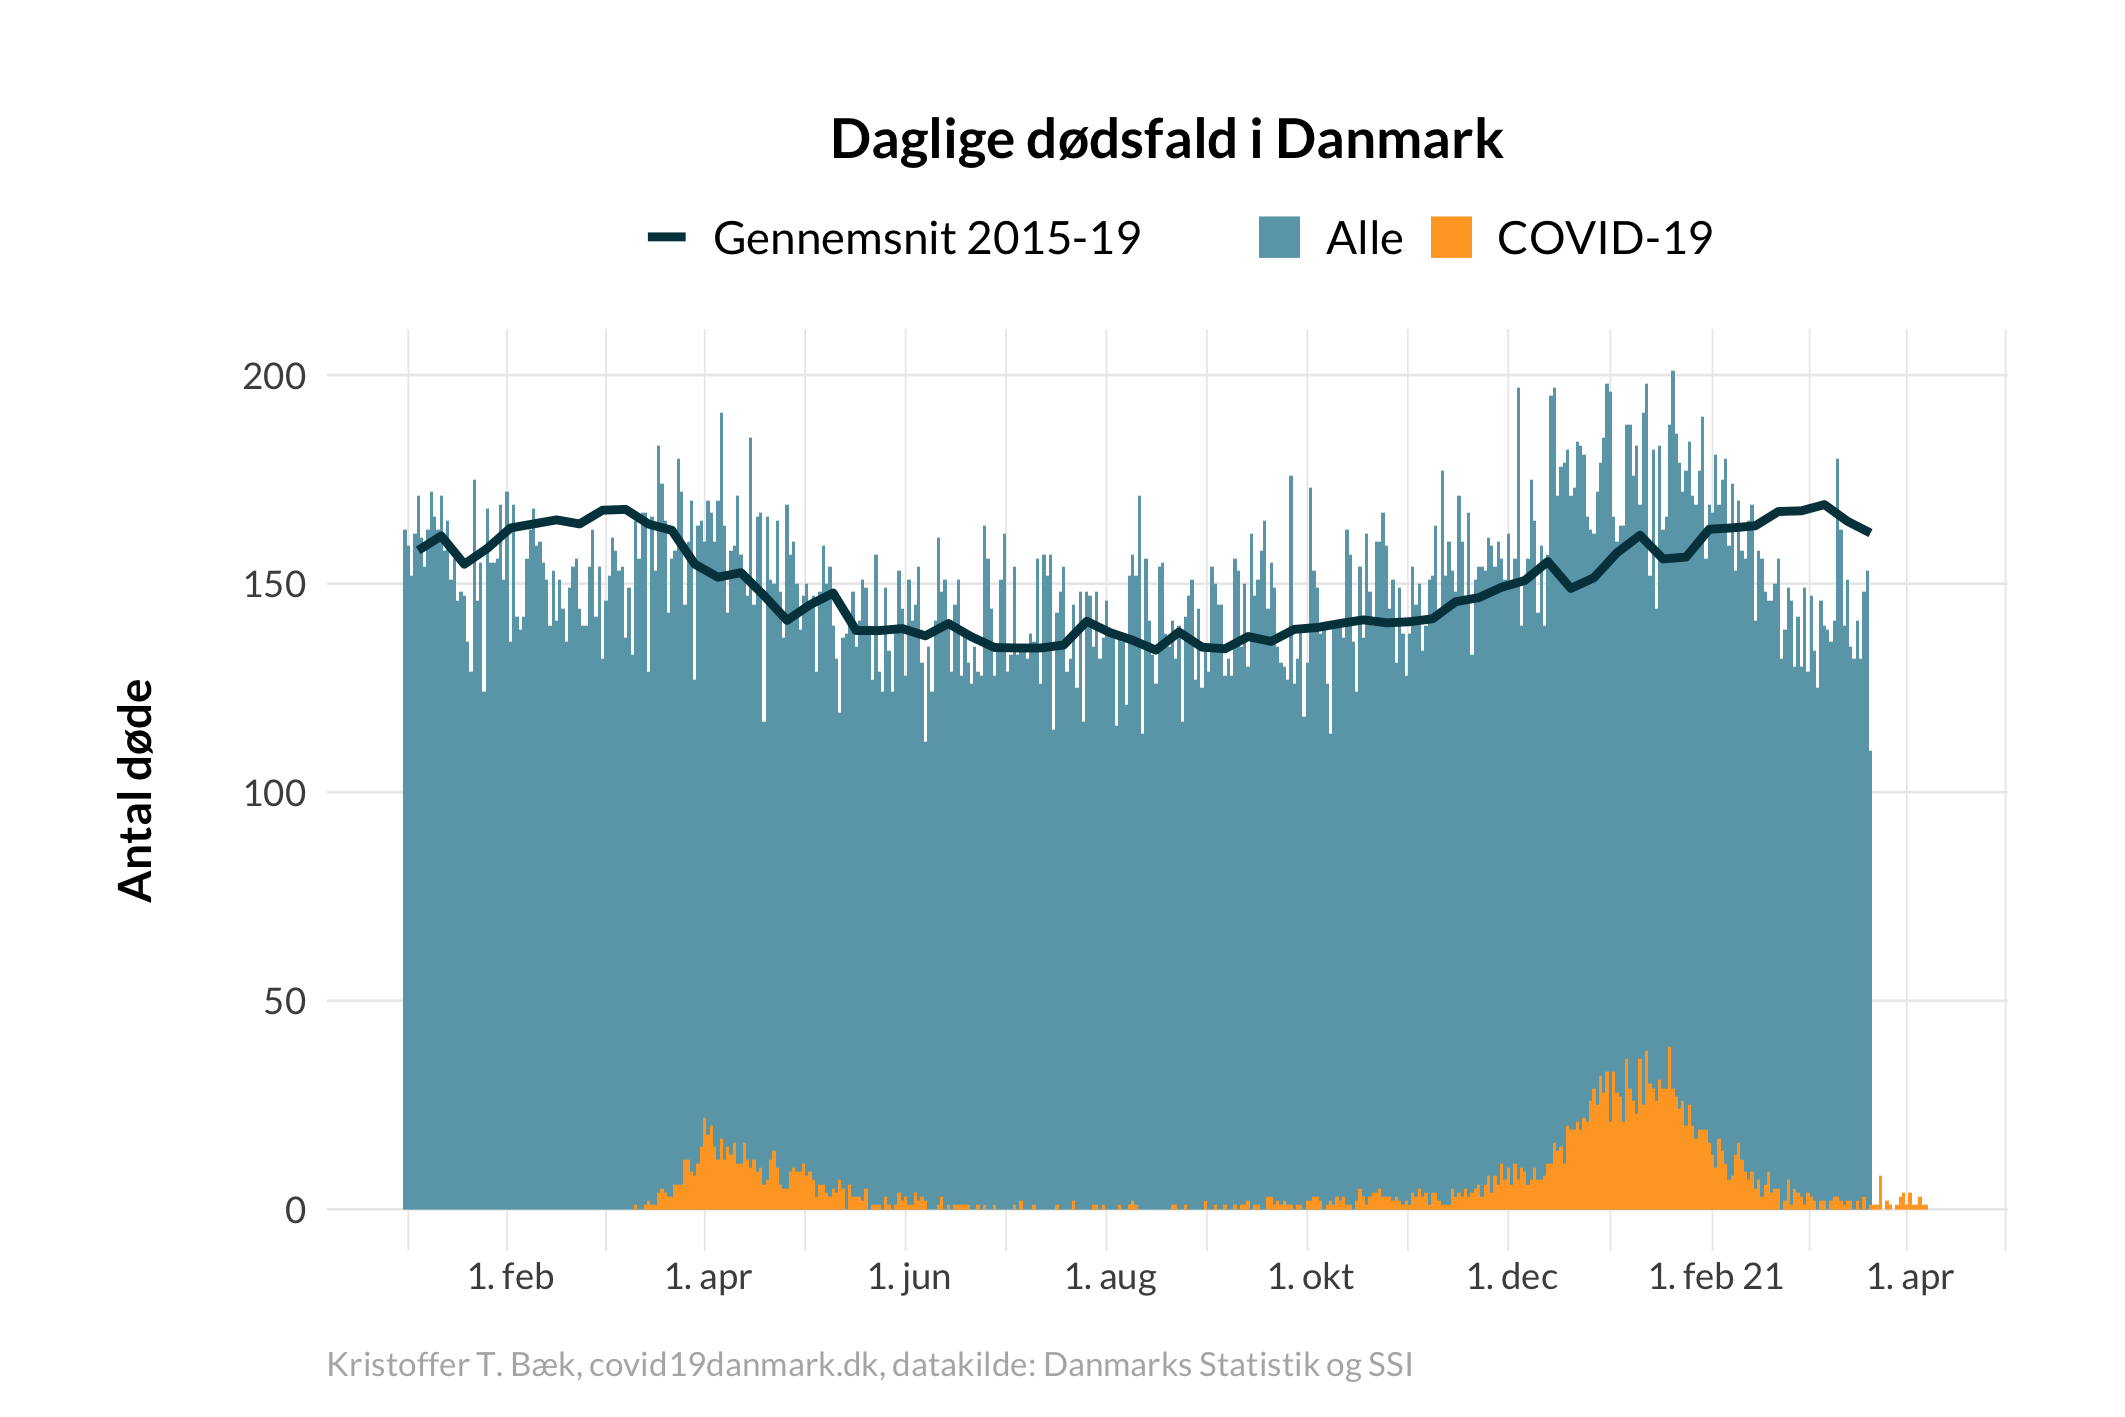 Daglige dødsfald i Danmark
Gennemsnit 2015-19 Alle COVID-19
Antal døde
200
150
100
50
0
1. feb 1. apr 1. jun 1. aug 1. okt 1. dec 1. feb 21 1. apr
Kristoffer T. Bæk, covid19danmark.dk, datakilde: Danmarks Statistik og SSI